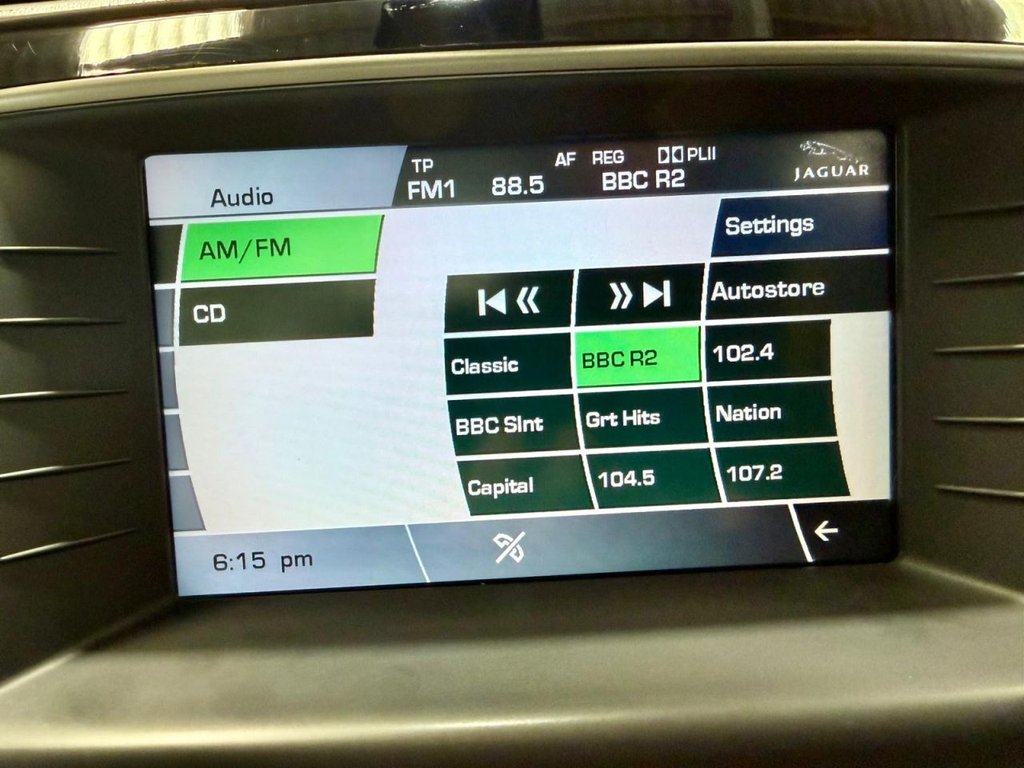 Audio
TP AF REG PLII
FM1 88.5 BBC R2
JAGUAR
AM/FM
CD
Settings
Autostore
Classic BBC R2 102.4
BBC Slnt Grt Hits Nation
Capital 104.5 107.2
6:15 pm